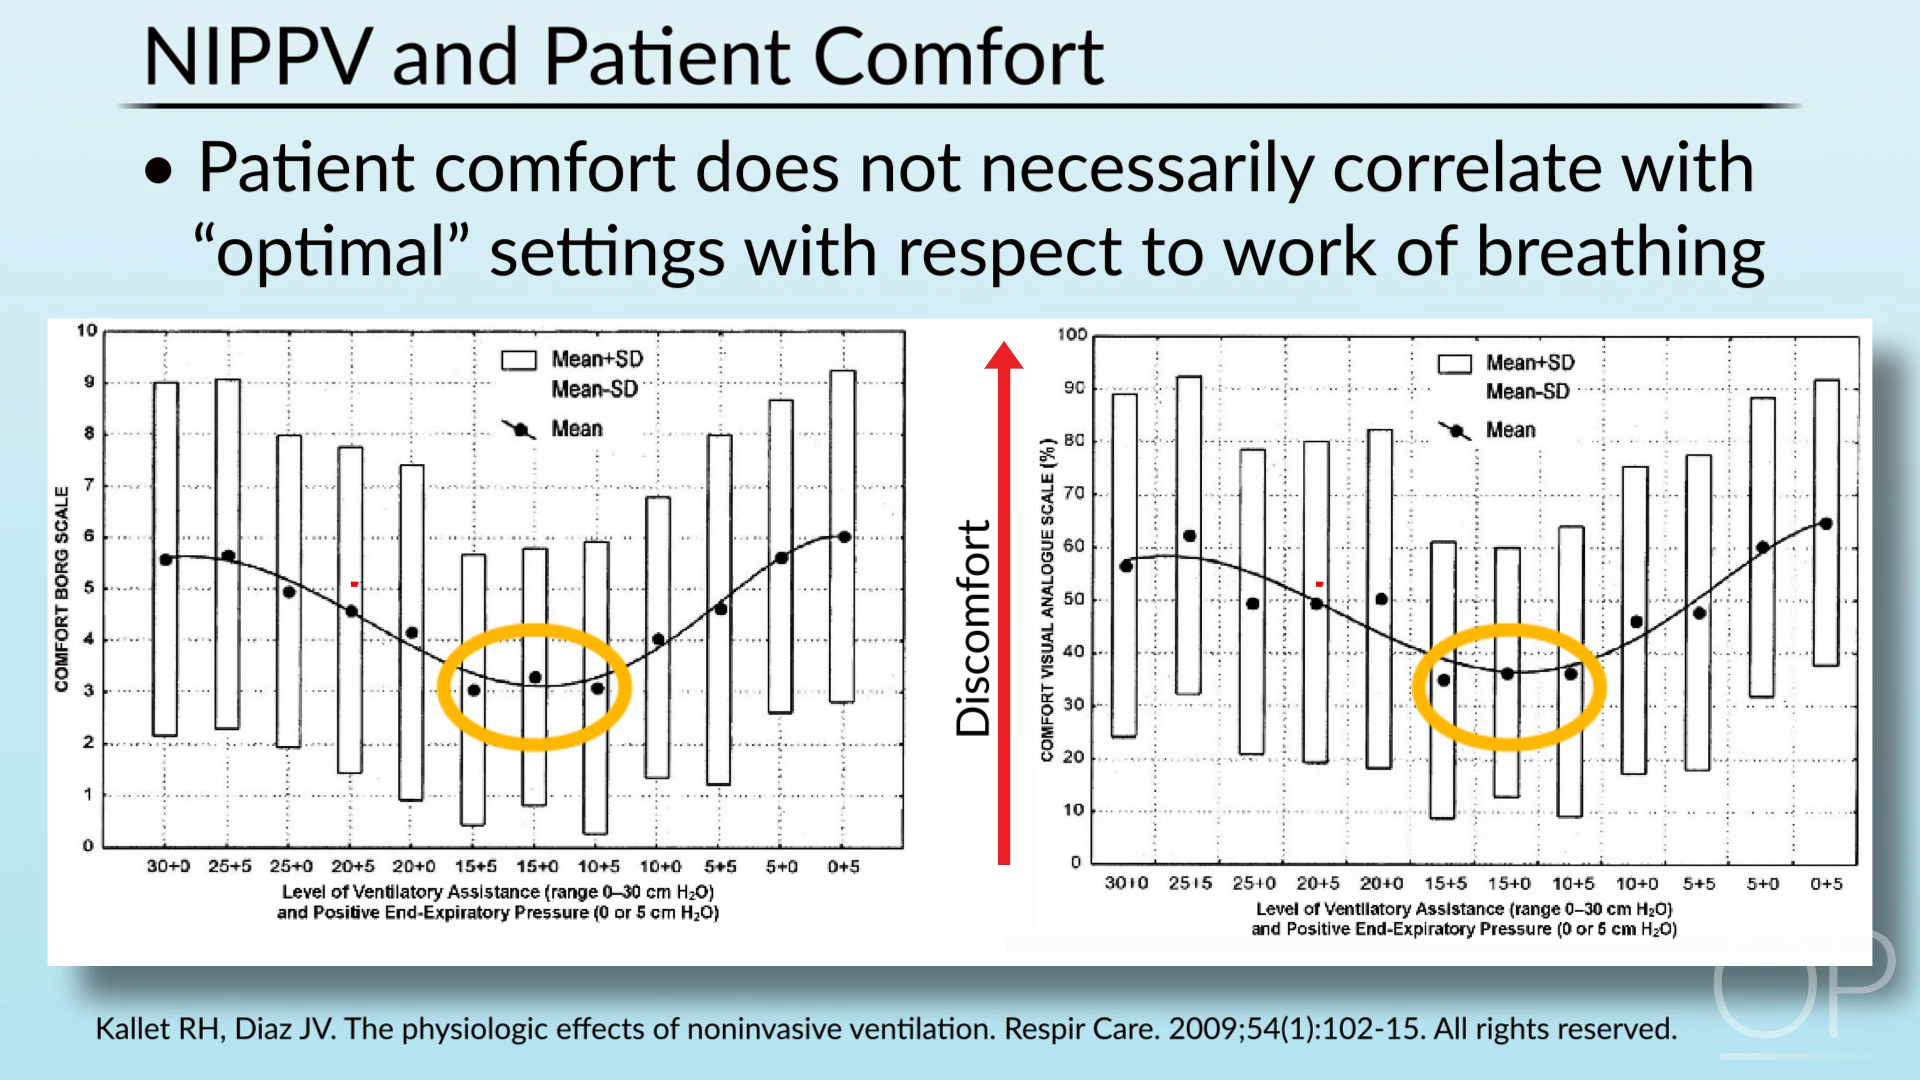 NIPPV and Patient Comfort
• Patient comfort does not necessarily correlate with
“optimal” settings with respect to work of breathing
10
9
8
7
6
5
4
3
2
1
0
COMFORT BORG SCALE
Mean+SD
Mean-SD
Mean
30+0 25+5 25+0 20+5 20+0 15+5 15+0 10+5 10+0 5+5 5+0 0+5
Level of Ventilatory Assistance (range 0–30 cm H₂O)
and Positive End-Expiratory Pressure (0 or 5 cm H₂O)
Discomfort
100
90
80
70
60
50
40
30
20
10
0
COMFORT VISUAL ANALOGUE SCALE (%)
Mean+SD
Mean-SD
Mean
30+0 25+5 25+0 20+5 20+0 15+5 15+0 10+5 10+0 5+5 5+0 0+5
Level of Ventilatory Assistance (range 0–30 cm H₂O)
and Positive End-Expiratory Pressure (0 or 5 cm H₂O)
OP
Kallet RH, Diaz JV. The physiologic effects of noninvasive ventilation. Respir Care. 2009;54(1):102-15. All rights reserved.